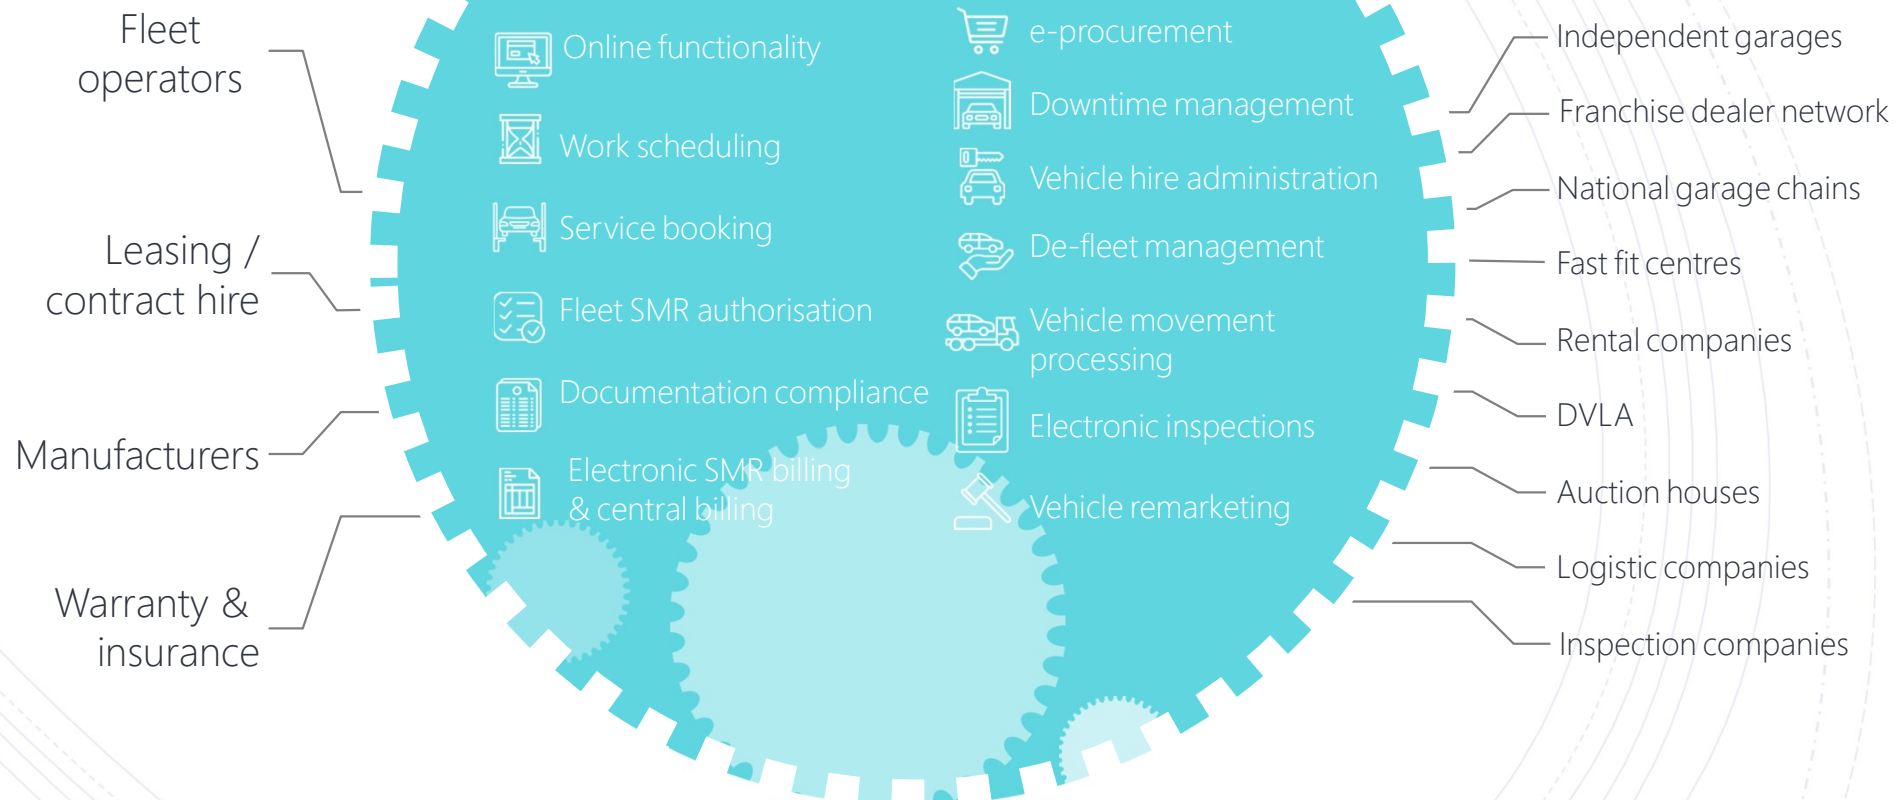 Fleet
operators
Leasing /
contract hire
Manufacturers
Warranty &
insurance
Online functionality
Work scheduling
Service booking
Fleet SMR authorisation
Documentation compliance
Electronic SMR billing
& central billing
e-procurement
Downtime management
Vehicle hire administration
De-fleet management
Vehicle movement
processing
Electronic inspections
Vehicle remarketing
Independent garages
Franchise dealer network
National garage chains
Fast fit centres
Rental companies
DVLA
Auction houses
Logistic companies
Inspection companies